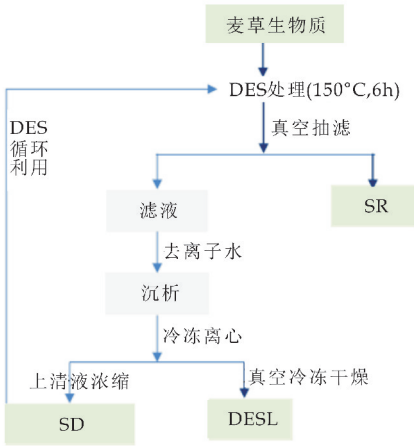 麦草生物质
DES处理(150°C,6h)
DES
循环
利用
真空抽滤
滤液
SR
去离子水
沉析
冷冻离心
上清液浓缩
真空冷冻干燥
SD
DESL